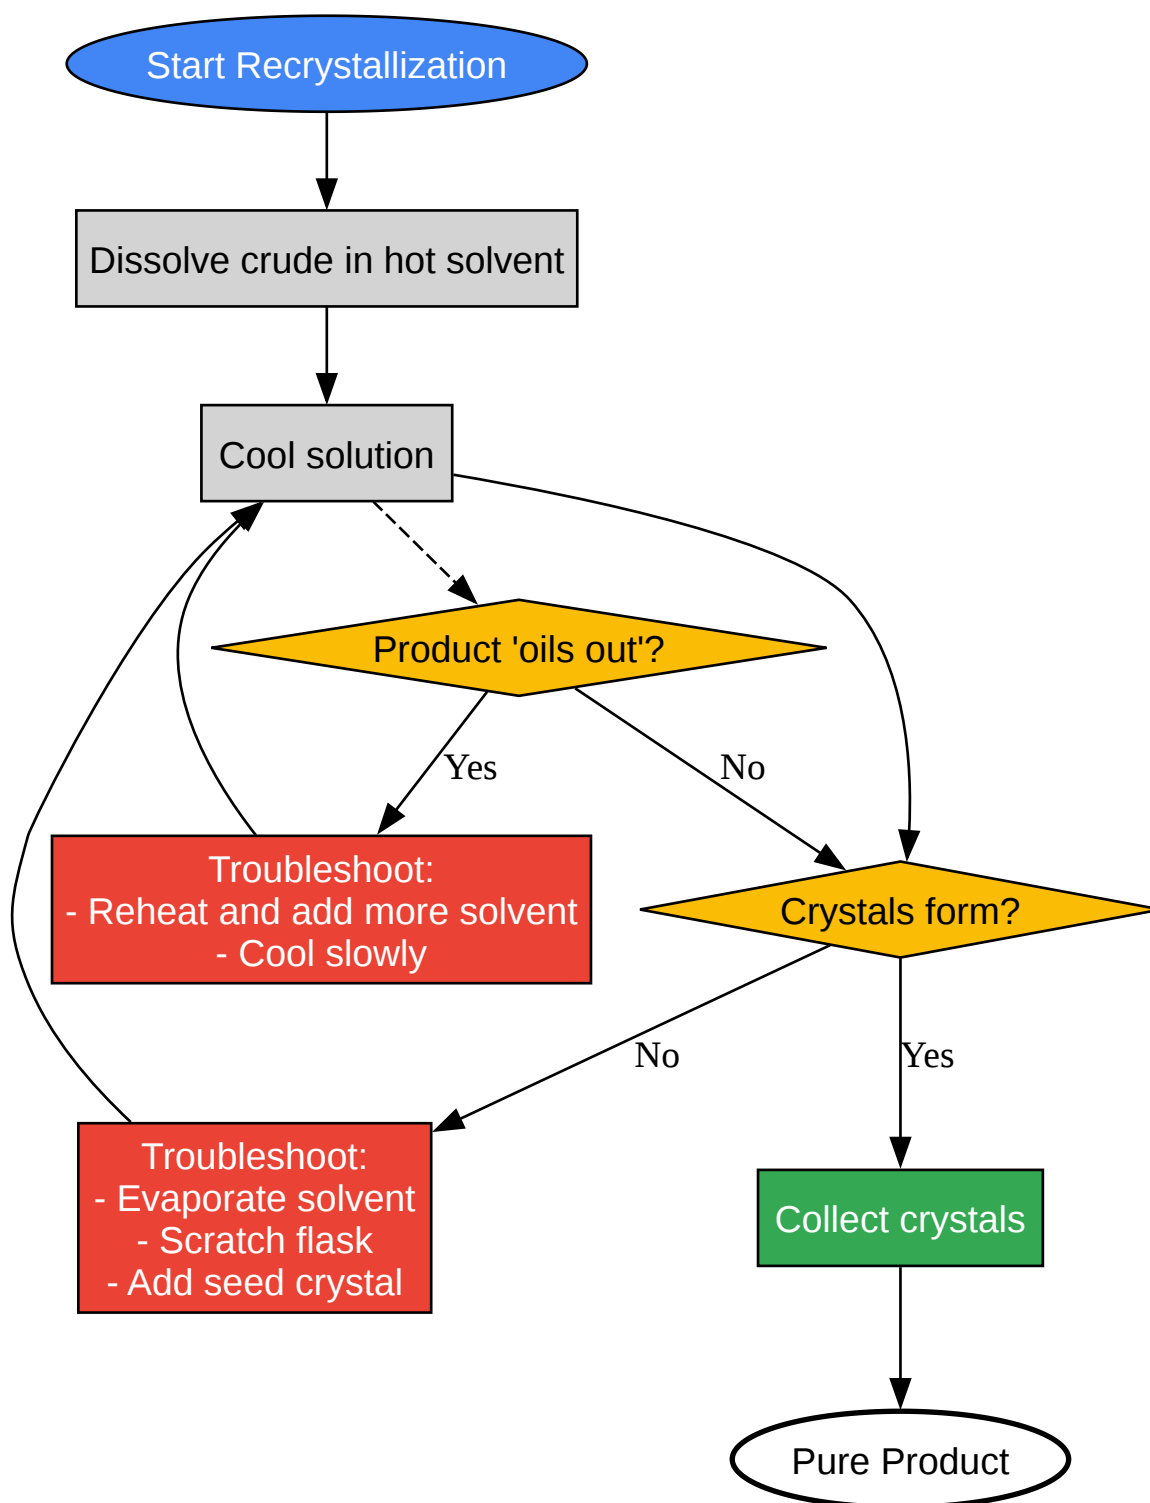 Start Recrystallization
Dissolve crude in hot solvent
Cool solution
Product 'oils out'?
Yes
No
Troubleshoot:
- Reheat and add more solvent
- Cool slowly
Crystals form?
No
Yes
Troubleshoot:
- Evaporate solvent
- Scratch flask
- Add seed crystal
Collect crystals
Pure Product